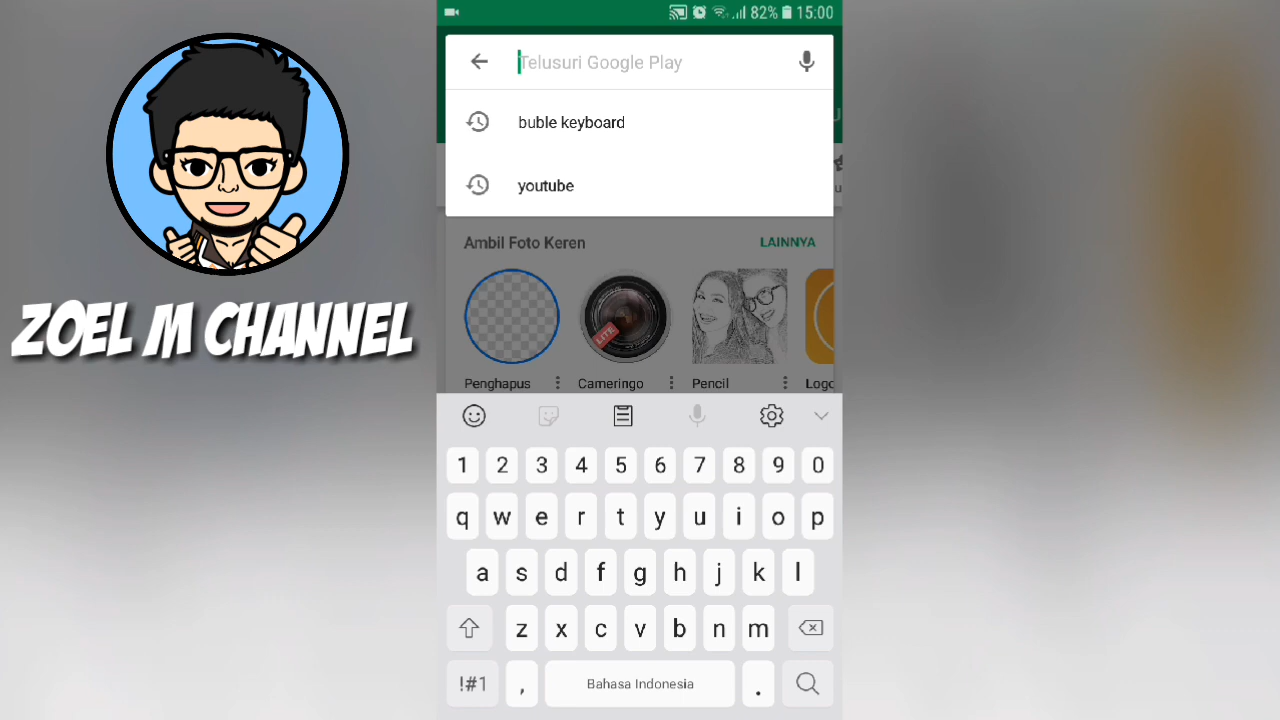 82% 15:00
Telusuri Google Play
buble keyboard
youtube
Ambil Foto Keren LAINNYA
LITE
Penghapus Cameringo Pencil Logo
ZOEL M CHANNEL
1 2 3 4 5 6 7 8 9 0
q w e r t y u i o p
a s d f g h j k l
z x c v b n m
!#1 , Bahasa Indonesia .